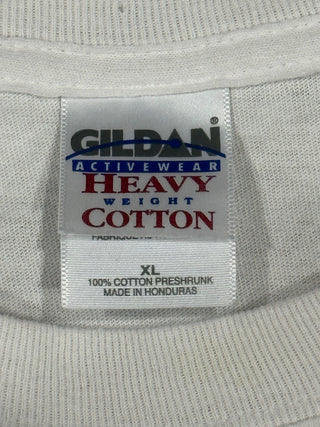 GILDAN®
ACTIVEWEAR
HEAVY
WEIGHT
COTTON
XL
100% COTTON PRESHRUNK
MADE IN HONDURAS